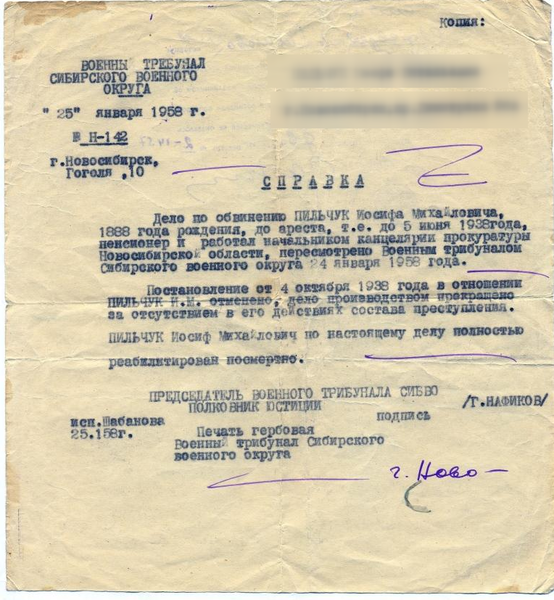 Копия:
ВОЕННЫ ТРЕБУНАЛ
СИБИРСКОГО ВОЕННОГО
ОКРУГА
"25" января 1958 г.
№ Н-142
г.Новосибирск,
Гоголя ,10
СПРАВКА
Дело по обвинению ПИЛЬЧУК Иосифа Михайловича,
1888 года рождения, до ареста, т.е. до 5 июня 1938года,
пенсионер и работал начальником канцелярии прокуратуры
Новосибирской области, пересмотрено Военным трибуналом
Сибирского военного округа 24 января 1958 года.
Постановление от 4 октября 1938 года в отношении
ПИЛЬЧУК И.М. отменено, дело производством прекращено
за отсутствием в его действиях состава преступления.
ПИЛЬЧУК Иосиф Михайлович по настоящему делу полностью
реабилитирован посмертно.
ПРЕДСЕДАТЕЛЬ ВОЕННОГО ТРИБУНАЛА СИБВО
ПОЛКОВНИК ЮСТИЦИИ подпись /Г.НАФИКОВ/
исп.Шабанова
25.158г.
Печать гербовая
Военный трибунал Сибирского
военного округа
г. Ново-